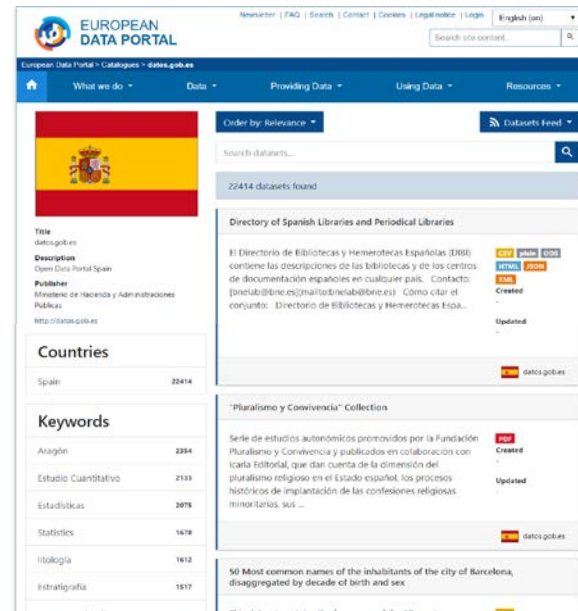 Newsletter | FAQ | Search | Contact | Cookies | Legal notice | Login
English (en)
EUROPEAN
DATA PORTAL
Search site content...
European Data Portal > Catalogues > datos.gob.es
What we do
Data
Providing Data
Using Data
Resources
Order by: Relevance
Datasets Feed
Search datasets...
22414 datasets found
Title
datos.gob.es
Description
Open Data Portal Spain
Publisher
Ministerio de Hacienda y Administraciones
Públicas
http://datos.gob.es
Countries
Spain 22414
Keywords
Aragón 2354
Estudio Cuantitativo 2133
Estadísticas 2075
Statistics 1678
litología 1612
Estratigrafía 1517
Directory of Spanish Libraries and Periodical Libraries
El Directorio de Bibliotecas y Hemerotecas Españolas (DIBI)
contiene las descripciones de las bibliotecas y de los centros
de documentación españoles en cualquier país. Contacto:
[bnelab@bne.es](mailto:bnelab@bne.es) Cómo citar el
conjunto: Directorio de Bibliotecas y Hemerotecas Espa...
CSV plain ODS
HTML JSON
XML
Created
-
Updated
-
datos.gob.es
"Pluralismo y Convivencia" Collection
Serie de estudios autonómicos promovidos por la Fundación
Pluralismo y Convivencia y publicados en colaboración con
Icaria Editorial, que dan cuenta de la dimensión del
pluralismo religioso en el Estado español, los procesos
históricos de implantación de las confesiones religiosas
minoritarias, sus ...
PDF
Created
-
Updated
-
datos.gob.es
50 Most common names of the inhabitants of the city of Barcelona,
disaggregated by decade of birth and sex